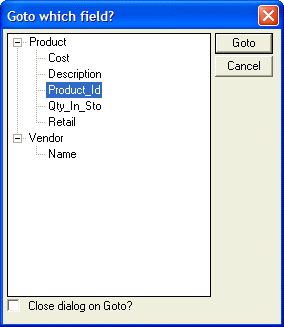 Goto which field?
Product
Goto
Cost
Cancel
Description
Product_Id
Qty_In_Sto
Retail
Vendor
Name
Close dialog on Goto?